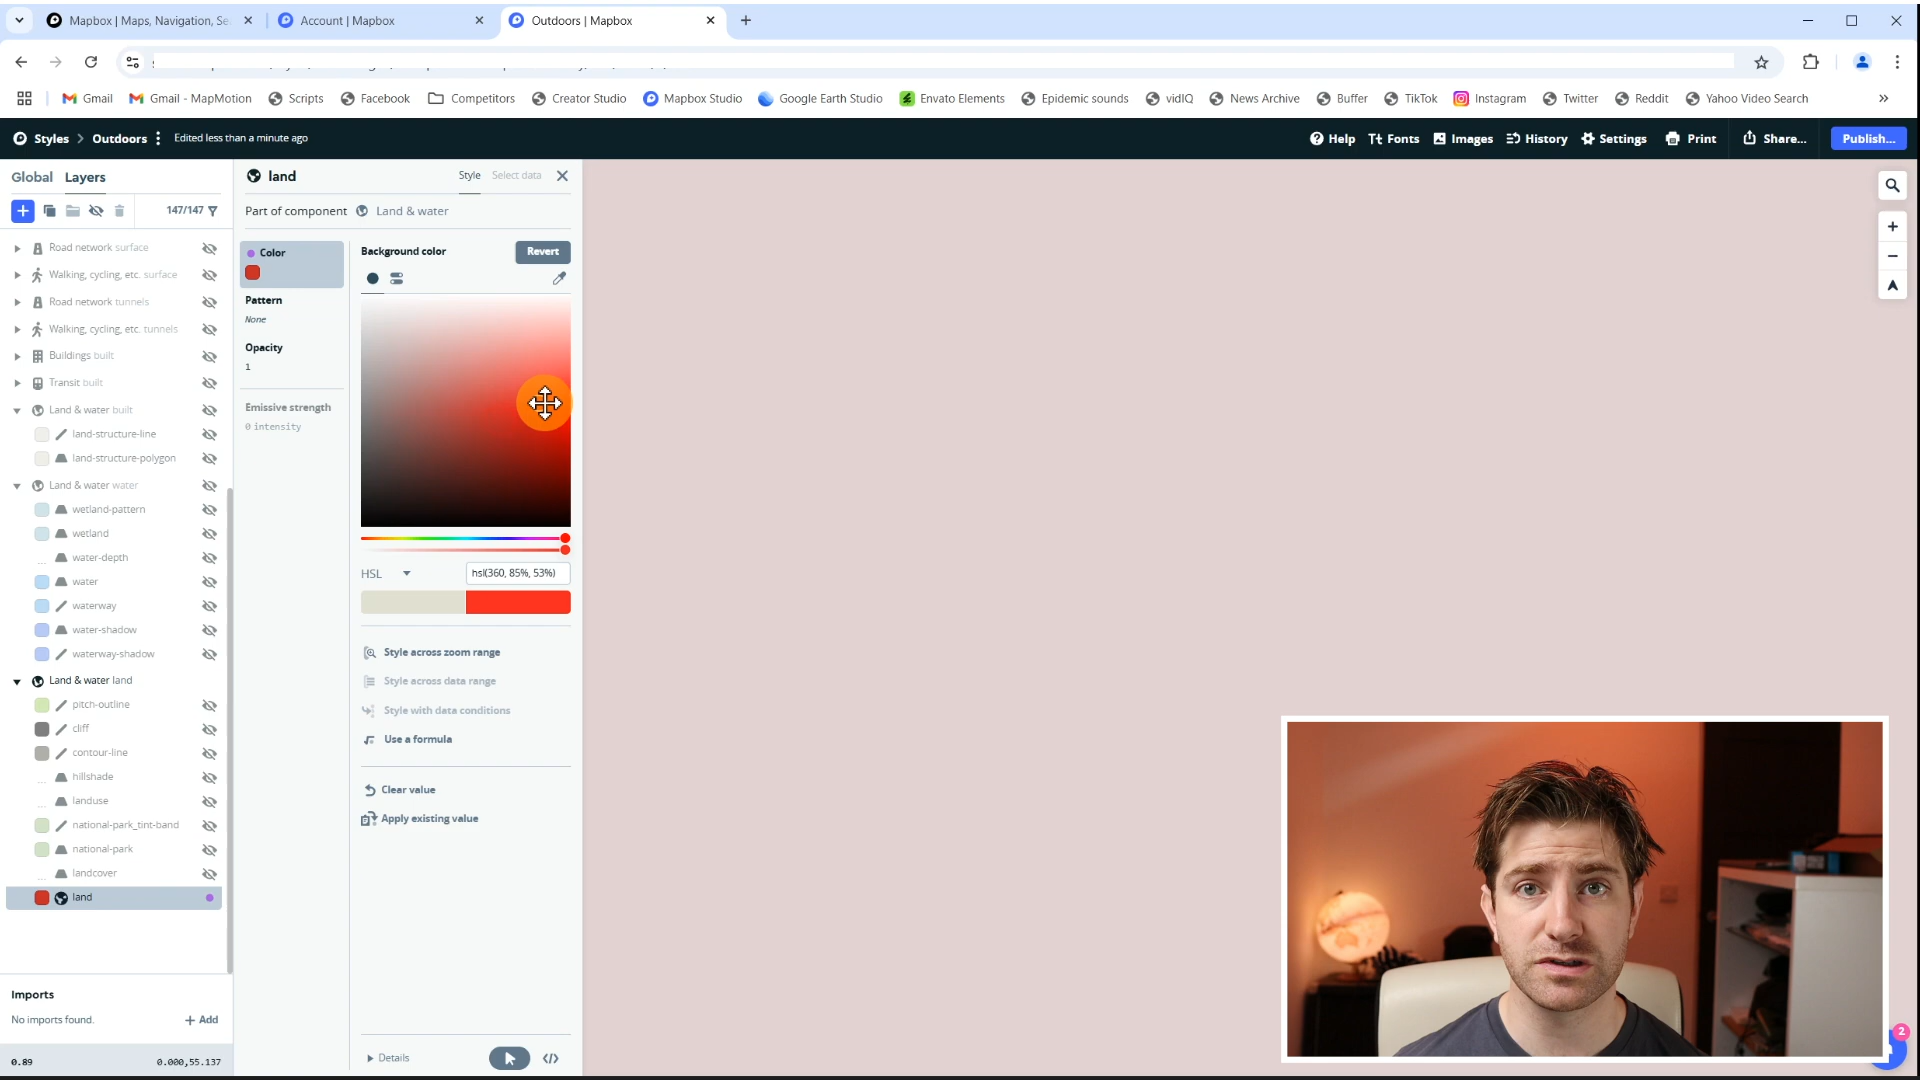 Mapbox | Maps, Navigation, Se
Account | Mapbox
Outdoors | Mapbox
Gmail
Gmail - MapMotion
Scripts
Facebook
Competitors
Creator Studio
Mapbox Studio
Google Earth Studio
Envato Elements
Epidemic sounds
vidIQ
News Archive
Buffer
TikTok
Instagram
Twitter
Reddit
Yahoo Video Search
Styles > Outdoors
Edited less than a minute ago
Help
Tt Fonts
Images
History
Settings
Print
Share...
Publish...
Global Layers
147/147
Road network surface
Walking, cycling, etc. surface
Road network tunnels
Walking, cycling, etc. tunnels
Buildings built
Transit built
Land & water built
land-structure-line
land-structure-polygon
Land & water water
wetland-pattern
wetland
water-depth
water
waterway
water-shadow
waterway-shadow
Land & water land
pitch-outline
cliff
contour-line
hillshade
landuse
national-park_tint-band
national-park
landcover
land
Imports
No imports found.
+ Add
0.89
0.000,55.137
land
Style
Select data
Part of component Land & water
Color
Pattern
None
Opacity
1
Emissive strength
0 intensity
Background color
Revert
HSL
hsl(360, 85%, 53%)
Style across zoom range
Style across data range
Style with data conditions
Use a formula
Clear value
Apply existing value
Details
</>
2